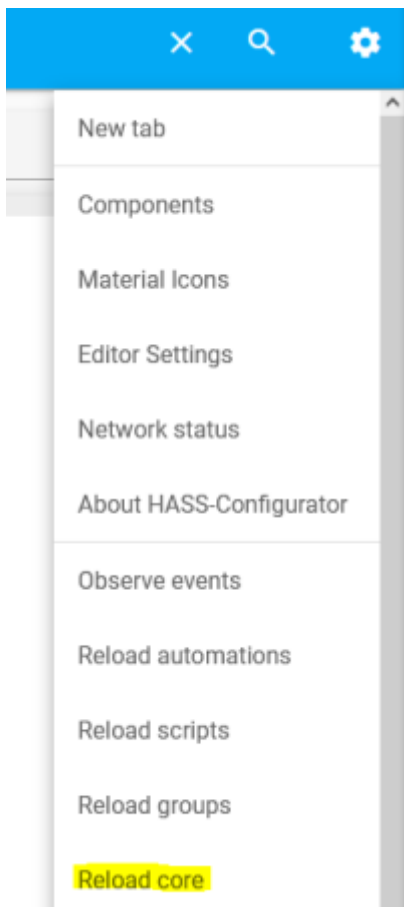 New tab
Components
Material Icons
Editor Settings
Network status
About HASS-Configurator
Observe events
Reload automations
Reload scripts
Reload groups
Reload core